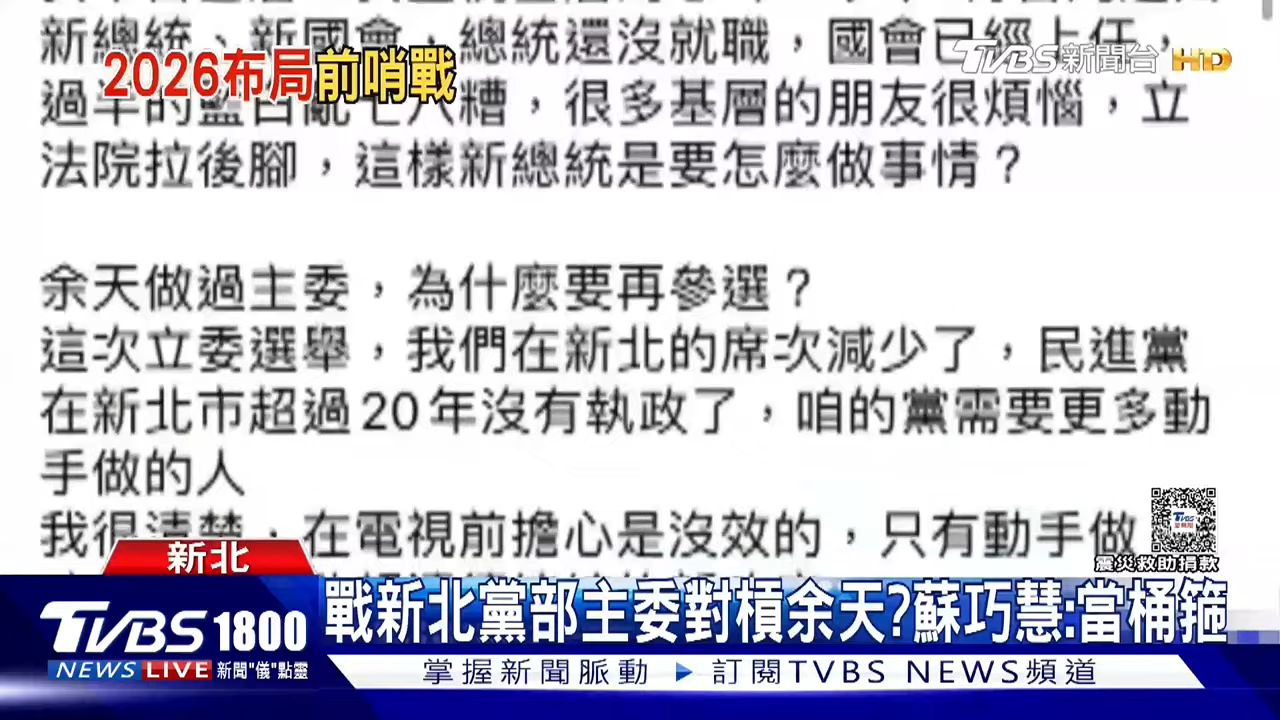 新總統、新國會，總統還沒就職，國會已經上任，
TVBS新聞台 HD
2026布局前哨戰
過半的藍白亂七八糟，很多基層的朋友很煩惱，立
法院拉後腳，這樣新總統是要怎麼做事情？
余天做過主委，為什麼要再參選？
這次立委選舉，我們在新北的席次減少了，民進黨
在新北市超過20年沒有執政了，咱的黨需要更多動
手做的人
我很清楚，在電視前擔心是沒效的，只有動手做，
TVBS
震災救助捐款
新北
戰新北黨部主委對槓余天?蘇巧慧:當桶箍
TVBS 1800
NEWS LIVE 新聞"儀"點靈
掌握新聞脈動 ▶ 訂閱TVBS NEWS頻道